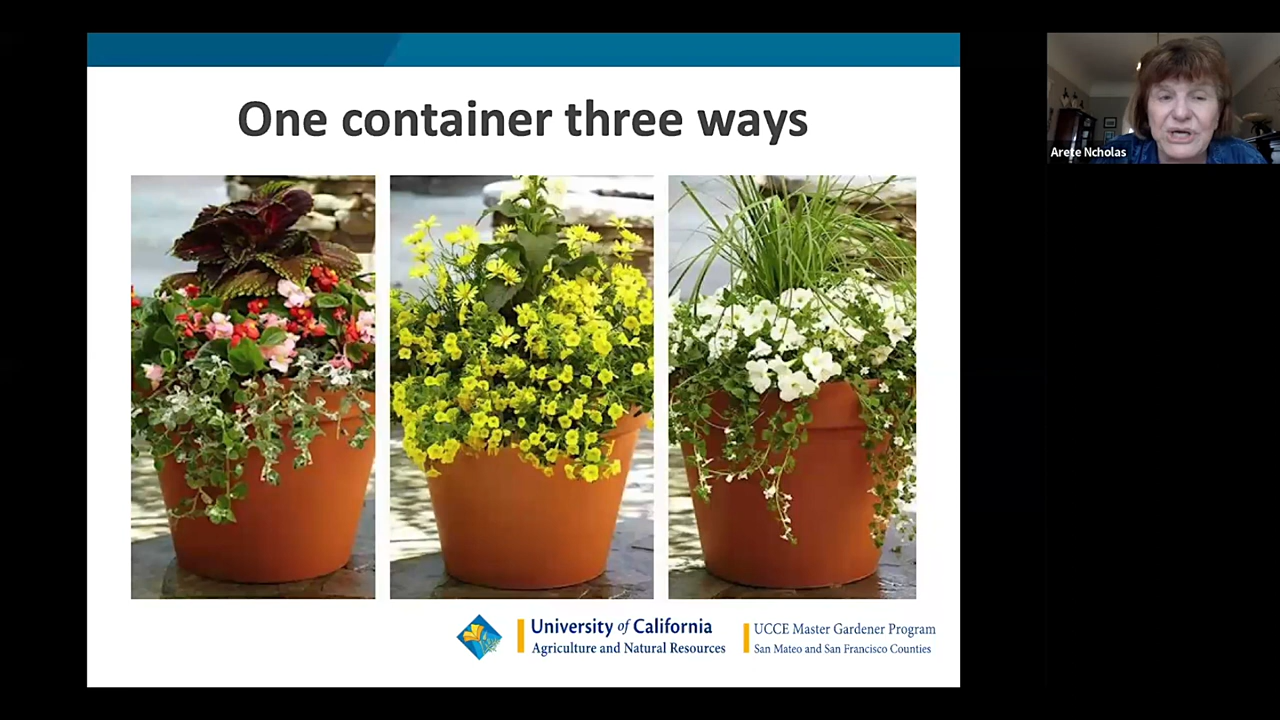 One container three ways
Arete Ncholas
University of California
Agriculture and Natural Resources
UCCE Master Gardener Program
San Mateo and San Francisco Counties